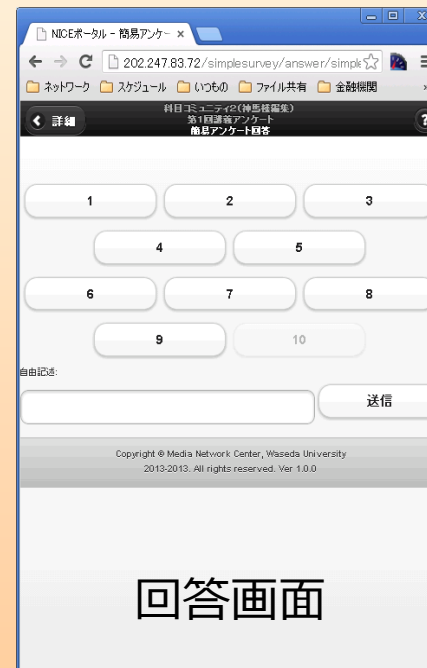 NICEポータル - 簡易アンケー ×
202.247.83.72/simplesurvey/answer/simple
ネットワーク スケジュール いつもの ファイル共有 金融機関 »
詳細
科目コミュニティ2(神馬様編集)
第1回講義アンケート
簡易アンケート回答
?
1 2 3
4 5
6 7 8
9 10
自由記述:
送信
Copyright © Media Network Center, Waseda University
2013-2013. All rights reserved. Ver 1.0.0
回答画面